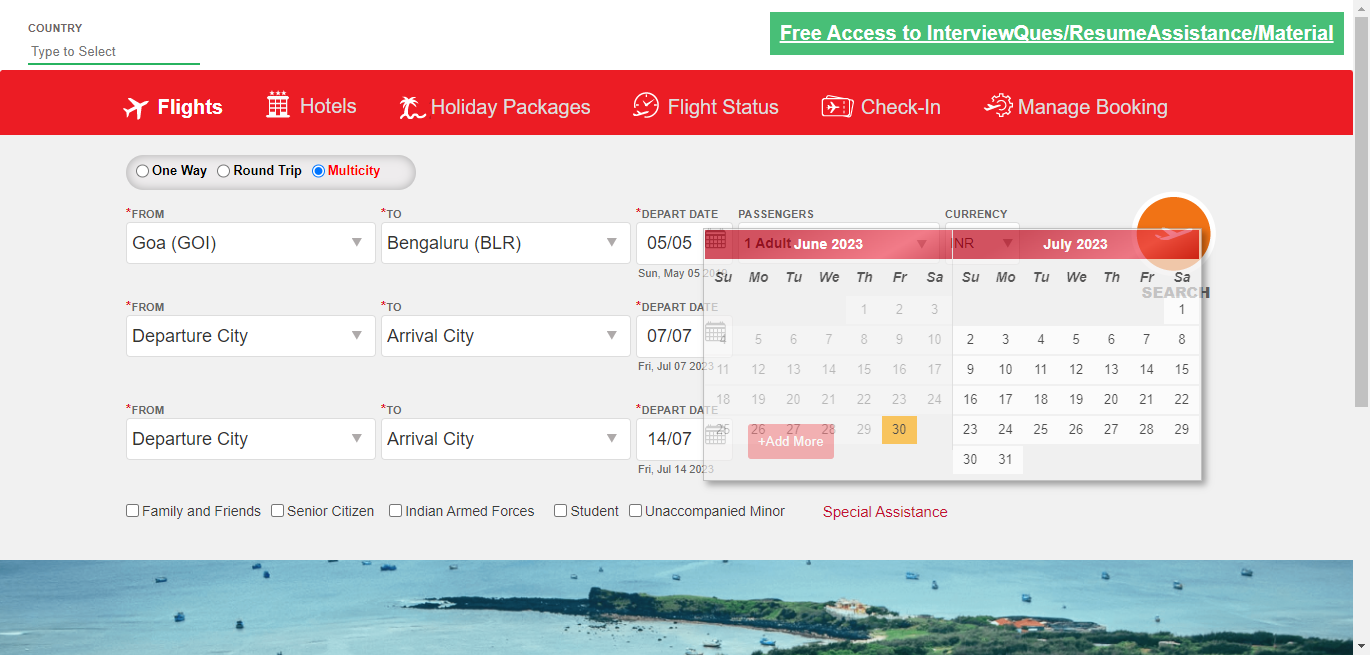 COUNTRY
Type to Select
Free Access to InterviewQues/ResumeAssistance/Material
Flights Hotels Holiday Packages Flight Status Check-In Manage Booking
One Way Round Trip Multicity
*FROM *TO *DEPART DATE PASSENGERS CURRENCY
Goa (GOI) Bengaluru (BLR) 05/05 1 Adult INR
Sun, May 05 2019
June 2023 July 2023
Su Mo Tu We Th Fr Sa Su Mo Tu We Th Fr Sa
SEARCH
1 2 3 1
4 5 6 7 8 9 10 2 3 4 5 6 7 8
11 12 13 14 15 16 17 9 10 11 12 13 14 15
18 19 20 21 22 23 24 16 17 18 19 20 21 22
25 26 27 28 29 30 23 24 25 26 27 28 29
30 31
*FROM *TO *DEPART DATE
Departure City Arrival City 07/07
Fri, Jul 07 2023
*FROM *TO *DEPART DATE
Departure City Arrival City 14/07
+Add More
Fri, Jul 14 2023
Family and Friends Senior Citizen Indian Armed Forces Student Unaccompanied Minor Special Assistance